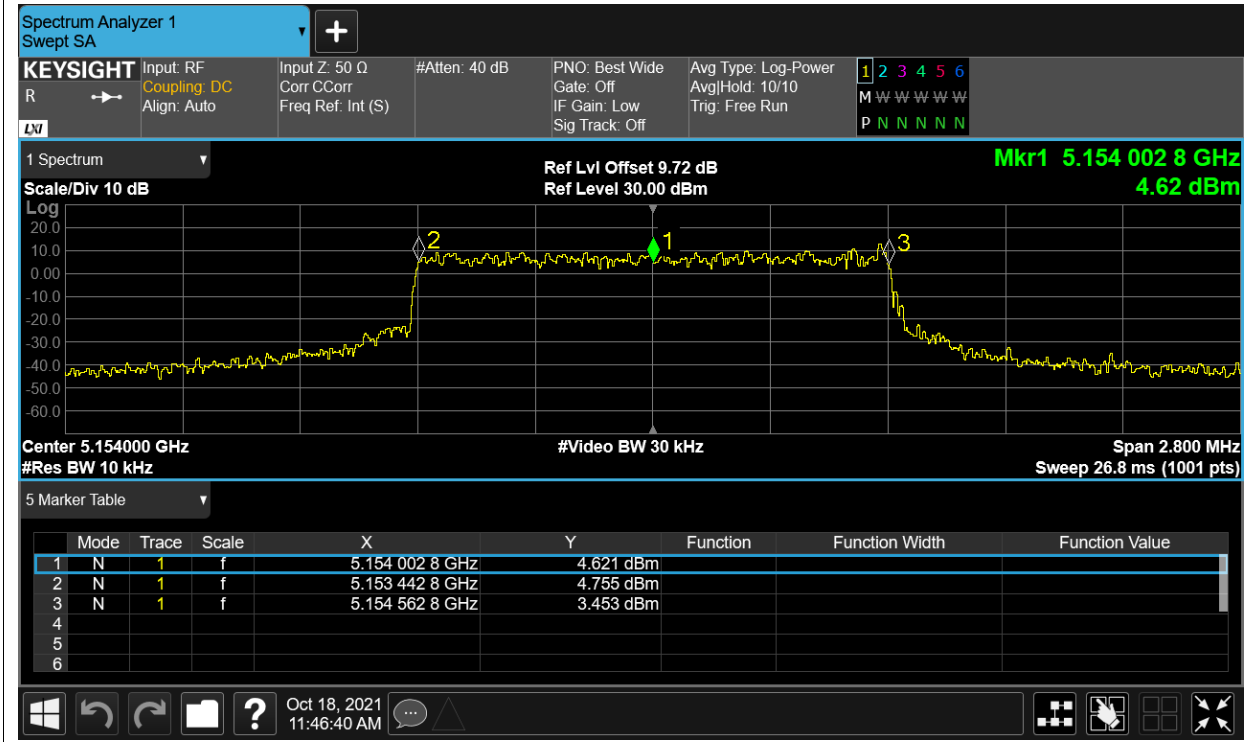 Spectrum Analyzer 1
Swept SA
+
KEYSIGHT
R
LXI
Input: RF
Coupling: DC
Align: Auto
Input Z: 50 Ω
Corr CCorr
Freq Ref: Int (S)
#Atten: 40 dB
PNO: Best Wide
Gate: Off
IF Gain: Low
Sig Track: Off
Avg Type: Log-Power
Avg|Hold: 10/10
Trig: Free Run
1 2 3 4 5 6
M W W W W W W
P N N N N N N
1 Spectrum
Scale/Div 10 dB
Ref Lvl Offset 9.72 dB
Ref Level 30.00 dBm
Mkr1 5.154 002 8 GHz
4.62 dBm
Log
20.0
10.0
0.00
-10.0
-20.0
-30.0
-40.0
-50.0
-60.0
2
1
3
Center 5.154000 GHz
#Video BW 30 kHz
Span 2.800 MHz
#Res BW 10 kHz
Sweep 26.8 ms (1001 pts)
5 Marker Table
Mode Trace Scale X Y Function Function Width Function Value
1 N 1 f 5.154 002 8 GHz 4.621 dBm
2 N 1 f 5.153 442 8 GHz 4.755 dBm
3 N 1 f 5.154 562 8 GHz 3.453 dBm
4
5
6
?
Oct 18, 2021
11:46:40 AM